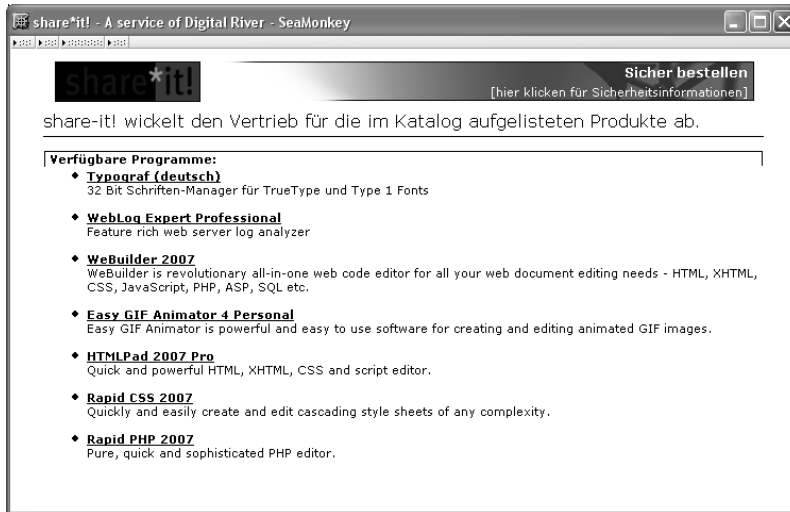 share*it! - A service of Digital River - SeaMonkey
share*it!
Sicher bestellen
[hier klicken für Sicherheitsinformationen]
share-it! wickelt den Vertrieb für die im Katalog aufgelisteten Produkte ab.
Verfügbare Programme:
Typograf (deutsch)
32 Bit Schriften-Manager für TrueType und Type 1 Fonts
WebLog Expert Professional
Feature rich web server log analyzer
WeBuilder 2007
WeBuilder is revolutionary all-in-one web code editor for all your web document editing needs - HTML, XHTML,
CSS, JavaScript, PHP, ASP, SQL etc.
Easy GIF Animator 4 Personal
Easy GIF Animator is powerful and easy to use software for creating and editing animated GIF images.
HTMLPad 2007 Pro
Quick and powerful HTML, XHTML, CSS and script editor.
Rapid CSS 2007
Quickly and easily create and edit cascading style sheets of any complexity.
Rapid PHP 2007
Pure, quick and sophisticated PHP editor.